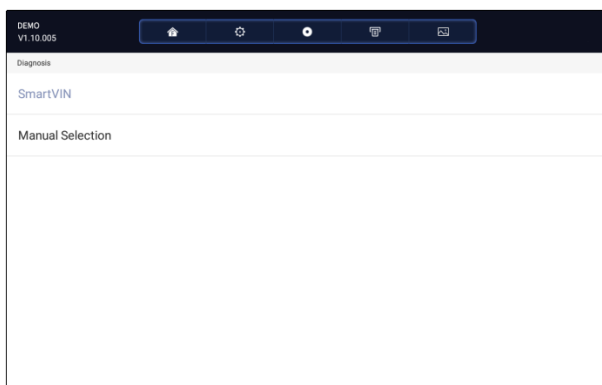 DEMO
V1.10.005
Diagnosis
SmartVIN
Manual Selection